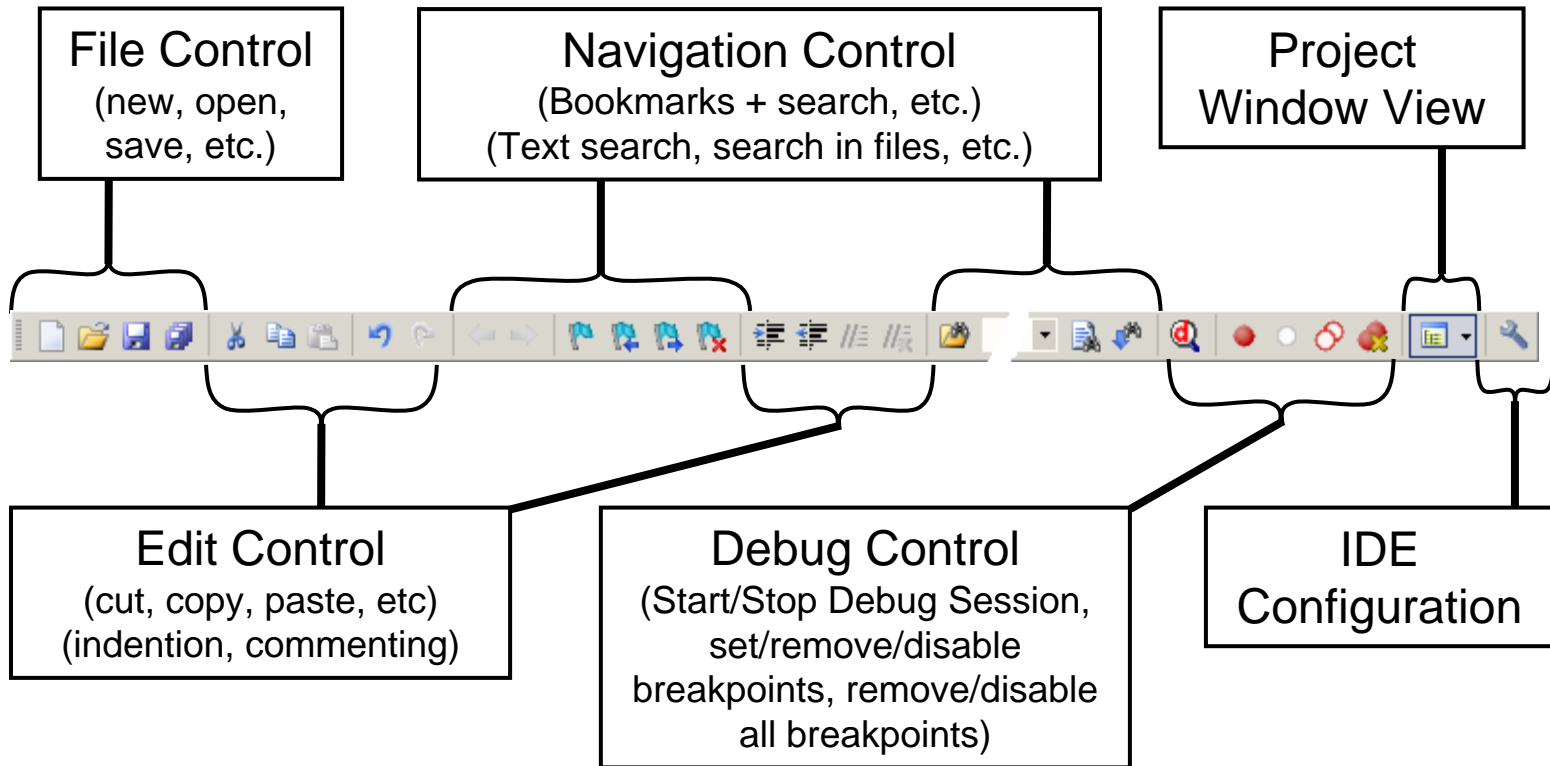 File Control
(new, open,
save, etc.)
Navigation Control
(Bookmarks + search, etc.)
(Text search, search in files, etc.)
Project
Window View
Edit Control
(cut, copy, paste, etc)
(indention, commenting)
Debug Control
(Start/Stop Debug Session,
set/remove/disable
breakpoints, remove/disable
all breakpoints)
IDE
Configuration